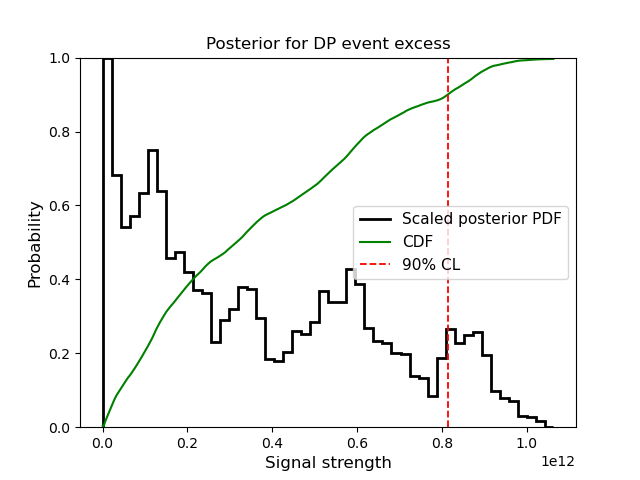 Posterior for DP event excess
1.0
0.8
0.6
0.4
0.2
0.0
Probability
Scaled posterior PDF
CDF
90% CL
0.0 0.2 0.4 0.6 0.8 1.0
1e12
Signal strength